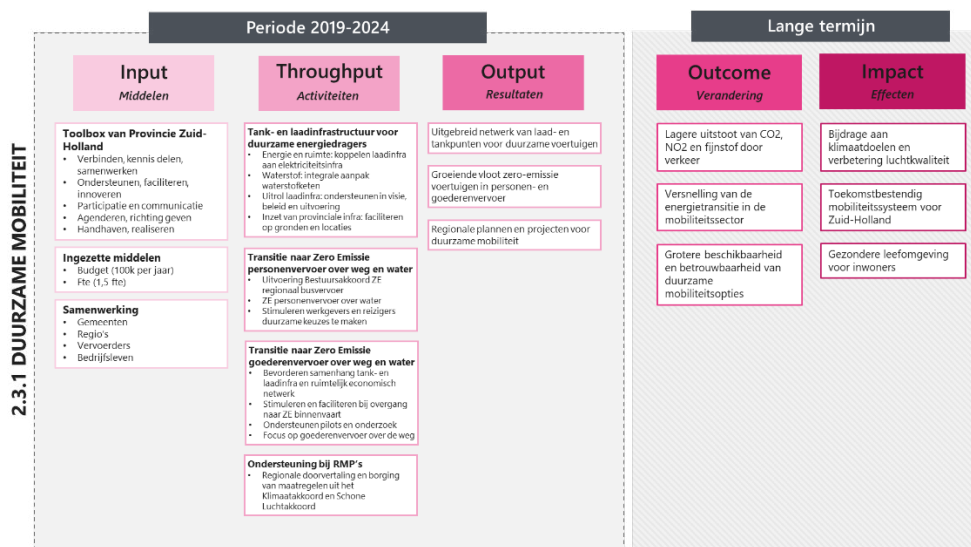 Periode 2019-2024
Lange termijn
2.3.1 DUURZAME MOBILITEIT
Input
Middelen
Toolbox van Provincie Zuid-
Holland
• Verbinden, kennis delen,
samenwerken
• Ondersteunen, faciliteren,
innoveren
• Participatie en communicatie
• Agenderen, richting geven
• Handhaven, realiseren
Ingezette middelen
• Budget (100k per jaar)
• Fte (1,5 fte)
Samenwerking
• Gemeenten
• Regio's
• Vervoerders
• Bedrijfsleven
Throughput
Activiteiten
Tank- en laadinfrastructuur voor
duurzame energiedragers
• Energie en ruimte: koppelen laadinfra
aan elektriciteitsinfra
• Waterstof: integrale aanpak
waterstofketen
• Uitrol laadinfra: ondersteunen in visie,
beleid en uitvoering
• Inzet van provinciale infra: faciliteren
op gronden en locaties
Transitie naar Zero Emissie
personenvervoer over weg en water
• Uitvoering Bestuursakkoord ZE
regionaal busvervoer
• ZE personenvervoer over water
• Stimuleren werkgevers en reizigers
duurzame keuzes te maken
Transitie naar Zero Emissie
goederenvervoer over weg en water
• Bevorderen samenhang tank- en
laadinfra en ruimtelijk economisch
netwerk
• Stimuleren en faciliteren bij overgang
naar ZE binnenvaart
• Ondersteunen pilots en onderzoek
• Focus op goederenvervoer over de weg
Ondersteuning bij RMP's
• Regionale doorvertaling en borging
van maatregelen uit het
Klimaatakkoord en Schone
Luchtakkoord
Output
Resultaten
Uitgebreid netwerk van laad- en
tankpunten voor duurzame voertuigen
Groeiende vloot zero-emissie
voertuigen in personen- en
goederenvervoer
Regionale plannen en projecten voor
duurzame mobiliteit
Outcome
Verandering
Lagere uitstoot van CO2,
NO2 en fijnstof door
verkeer
Versnelling van de
energietransitie in de
mobiliteitssector
Grotere beschikbaarheid
en betrouwbaarheid van
duurzame
mobiliteitsopties
Impact
Effecten
Bijdrage aan
klimaatdoelen en
verbetering luchtkwaliteit
Toekomstbestendig
mobiliteitssysteem voor
Zuid-Holland
Gezondere leefomgeving
voor inwoners